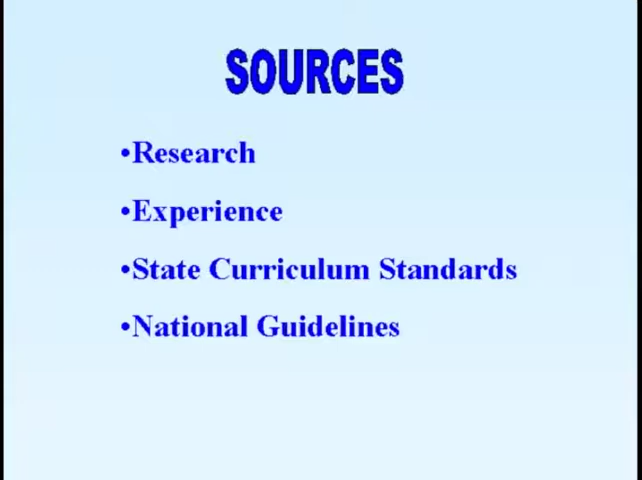 SOURCES
•Research
•Experience
•State Curriculum Standards
•National Guidelines